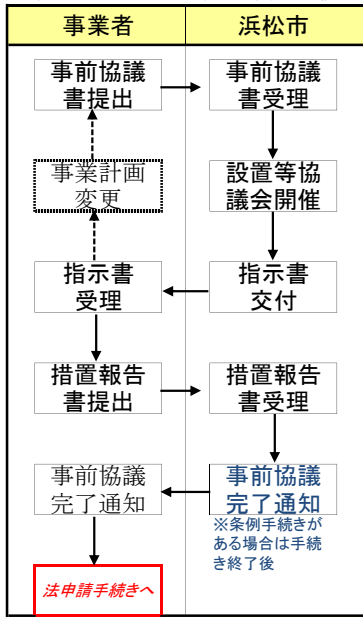 事業者
浜松市
事前協議
書提出
事前協議
書受理
事業計画
変更
設置等協
議会開催
指示書
受理
指示書
交付
措置報告
書提出
措置報告
書受理
事前協議
完了通知
事前協議
完了通知
※条例手続きが
ある場合は手続
き終了後
法申請手続きへ